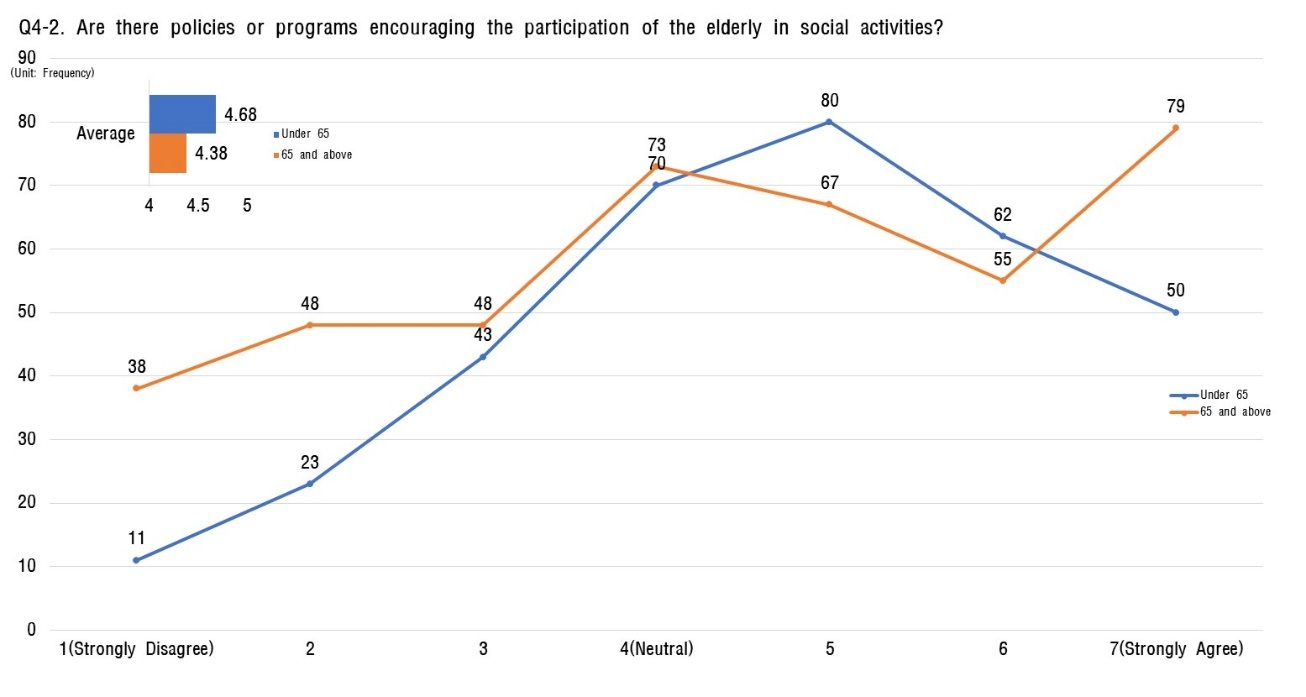 Q4-2. Are there policies or programs encouraging the participation of the elderly in social activities?
90
(Unit: Frequency)
80
70
60
50
40
30
20
10
0
Average
4.68
4.38
4 4.5 5
Under 65
65 and above
79
80
73
70
67
62
55
50
48 48
43
38
23
11
Under 65
65 and above
1(Strongly Disagree) 2 3 4(Neutral) 5 6 7(Strongly Agree)